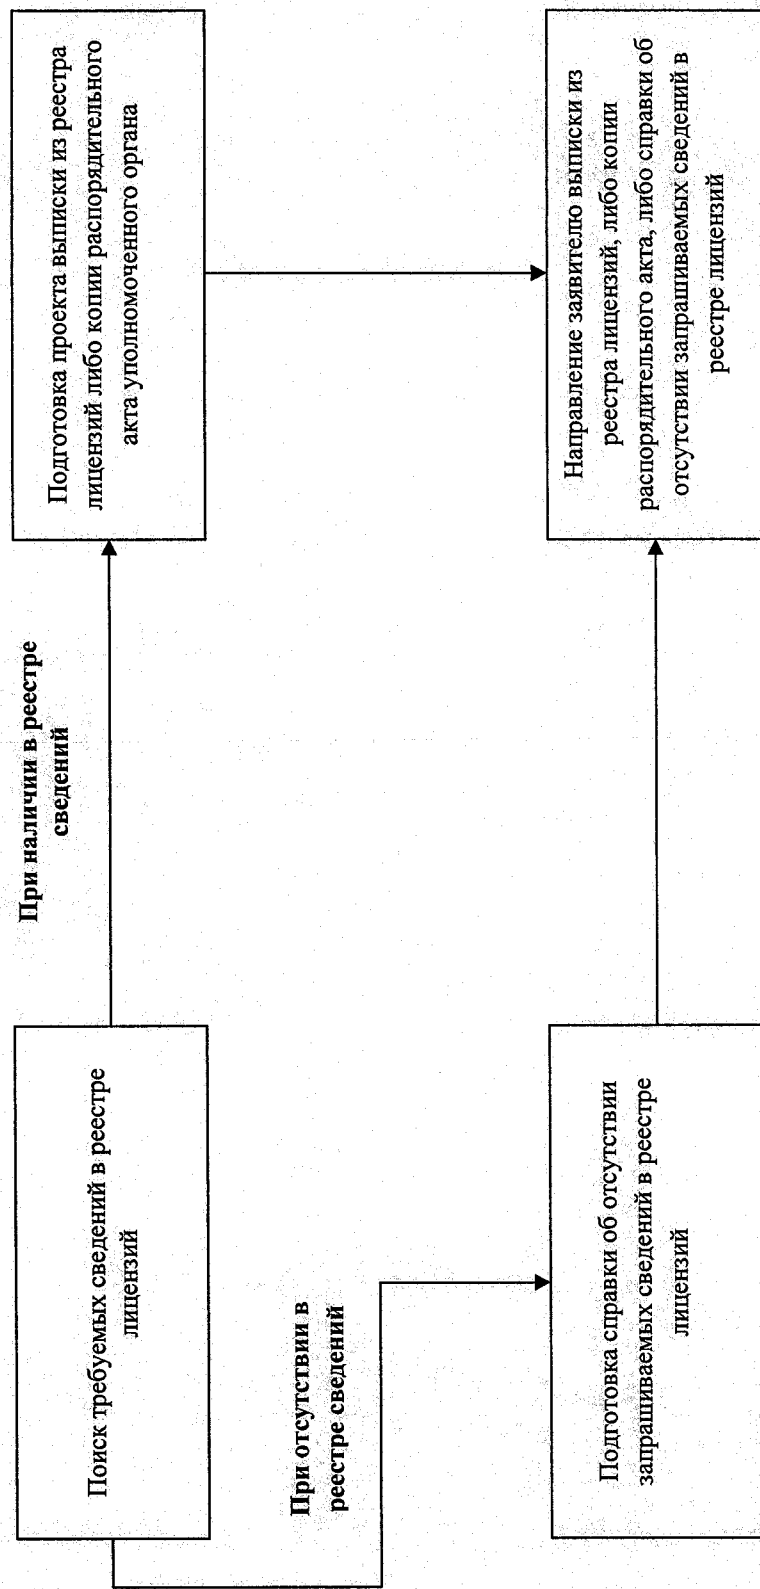 Поиск требуемых сведений в реестре
лицензий
При наличии в реестре
сведений
Подготовка проекта выписки из реестра
лицензий либо копии распорядительного
акта уполномоченного органа
При отсутствии в
реестре сведений
Подготовка справки об отсутствии
запрашиваемых сведений в реестре
лицензий
Направление заявителю выписки из
реестра лицензий, либо копии
распорядительного акта, либо справки об
отсутствии запрашиваемых сведений в
реестре лицензий